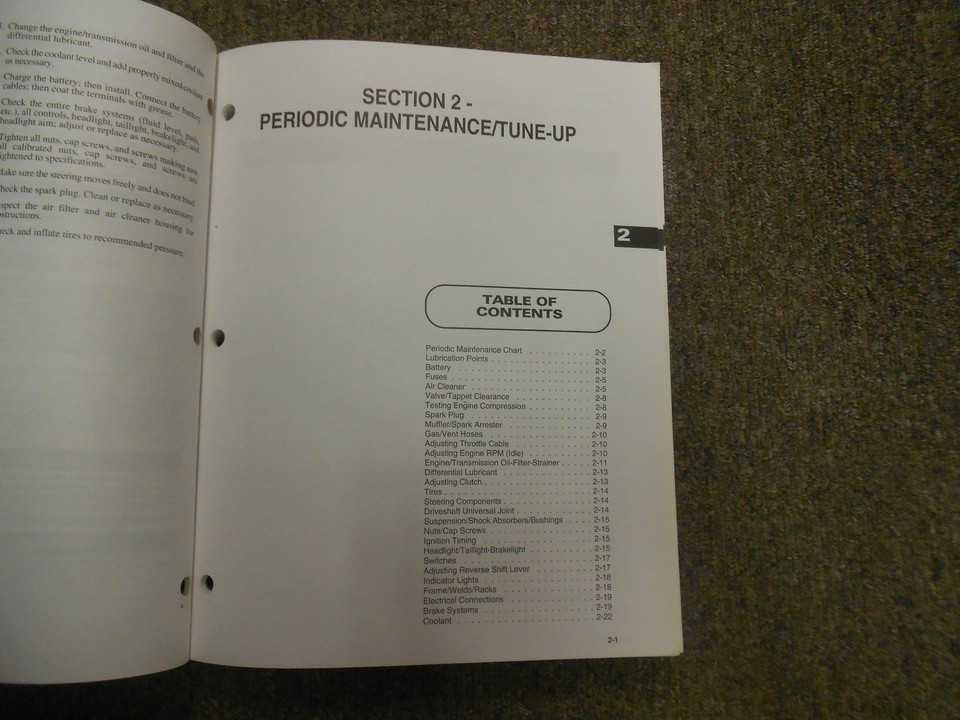 Change the engine/transmission oil and filter and the
differential lubricant.
Check the coolant level and add properly mixed coolant
as necessary.
Charge the battery; then install. Connect the battery
cables; then coat the terminals with grease.
Check the entire brake systems (fluid level, pads,
etc.), all controls, headlight, taillight, brakelight, and
headlight aim; adjust or replace as necessary.
Tighten all nuts, cap screws, and screws making sure
all calibrated nuts, cap screws, and screws are
tightened to specifications.
Make sure the steering moves freely and does not bind.
heck the spark plug. Clean or replace as necessary.
spect the air filter and air cleaner housing for
structions.
eck and inflate tires to recommended pressure.
SECTION 2 -
PERIODIC MAINTENANCE/TUNE-UP
2
TABLE OF
CONTENTS
Periodic Maintenance Chart . . . . . . . . . . 2-2
Lubrication Points . . . . . . . . . . . . . . . . 2-3
Battery . . . . . . . . . . . . . . . . . . . . . . 2-3
Fuses . . . . . . . . . . . . . . . . . . . . . . . 2-5
Air Cleaner . . . . . . . . . . . . . . . . . . . . 2-5
Valve/Tappet Clearance . . . . . . . . . . . . 2-8
Testing Engine Compression . . . . . . . . . . 2-8
Spark Plug . . . . . . . . . . . . . . . . . . . . 2-9
Muffler/Spark Arrester . . . . . . . . . . . . . 2-9
Gas/Vent Hoses . . . . . . . . . . . . . . . . 2-10
Adjusting Throttle Cable . . . . . . . . . . . . 2-10
Adjusting Engine RPM (Idle) . . . . . . . . . . 2-10
Engine/Transmission Oil-Filter-Strainer . . . . . 2-11
Differential Lubricant . . . . . . . . . . . . . . 2-13
Adjusting Clutch . . . . . . . . . . . . . . . . . 2-13
Tires . . . . . . . . . . . . . . . . . . . . . . . 2-14
Steering Components . . . . . . . . . . . . . . 2-14
Driveshaft Universal Joint . . . . . . . . . . . . 2-14
Suspension/Shock Absorbers/Bushings . . . . 2-15
Nuts/Cap Screws . . . . . . . . . . . . . . . . 2-15
Ignition Timing . . . . . . . . . . . . . . . . . 2-15
Headlight/Taillight-Brakelight . . . . . . . . . . 2-15
Switches . . . . . . . . . . . . . . . . . . . . . 2-17
Adjusting Reverse Shift Lever . . . . . . . . . . 2-17
Indicator Lights . . . . . . . . . . . . . . . . . 2-18
Frame/Welds/Racks . . . . . . . . . . . . . . . 2-18
Electrical Connections . . . . . . . . . . . . . . 2-19
Brake Systems . . . . . . . . . . . . . . . . . . 2-19
Coolant . . . . . . . . . . . . . . . . . . . . . . 2-22
2-1